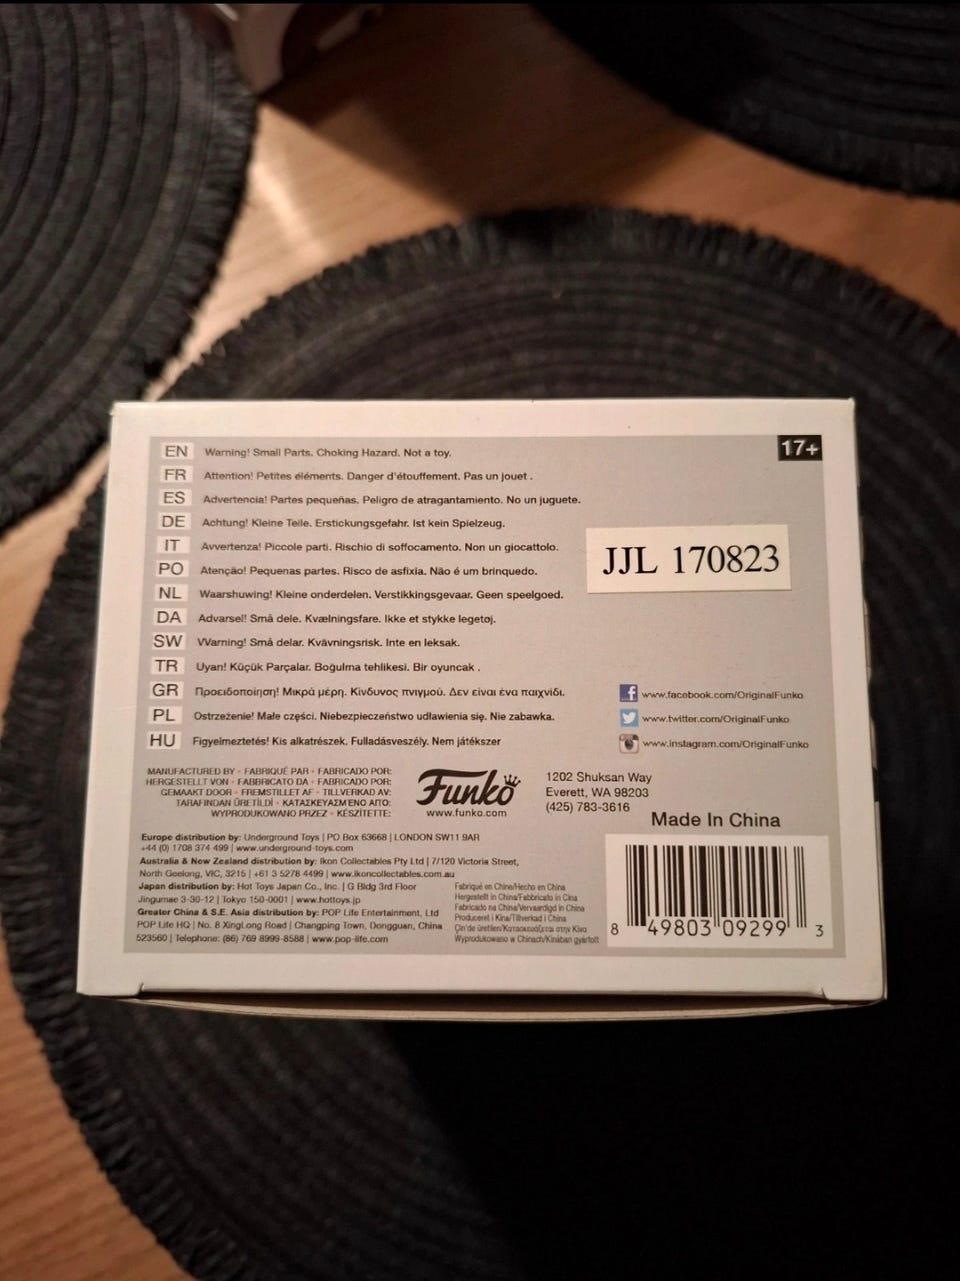 17+
EN Warning! Small Parts. Choking Hazard. Not a toy.
FR Attention! Petites éléments. Danger d'étouffement. Pas un jouet .
ES Advertencia! Partes pequeñas. Peligro de atragantamiento. No un juguete.
DE Achtung! Kleine Teile. Erstickungsgefahr. Ist kein Spielzeug.
IT Avvertenza! Piccole parti. Rischio di soffocamento. Non un giocattolo.
PO Atenção! Pequenas partes. Risco de asfixia. Não é um brinquedo.
NL Waarshuwing! Kleine onderdelen. Verstikkingsgevaar. Geen speelgoed.
DA Advarsel! Små dele. Kvælningsfare. Ikke et stykke legetøj.
SW VVarning! Små delar. Kvävningsrisk. Inte en leksak.
TR Uyarı! Küçük Parçalar. Boğulma tehlikesi. Bir oyuncak .
GR Προειδοποίηση! Μικρά μέρη. Κίνδυνος πνιγμού. Δεν είναι ένα παιχνίδι.
PL Ostrzeżenie! Małe części. Niebezpieczeństwo udławienia się. Nie zabawka.
HU Figyelmeztetés! Kis alkatrészek. Fulladásveszély. Nem játékszer
JJL 170823
www.facebook.com/OriginalFunko
www.twitter.com/OriginalFunko
www.instagram.com/OriginalFunko
MANUFACTURED BY • FABRIQUÉ PAR • FABRICADO POR:
HERGESTELLT VON • FABBRICATO DA • FABRICADO POR:
GEMAAKT DOOR • FREMSTILLET AF • TILLVERKAD AV:
TARAFINDAN ÜRETİLDİ • ΚΑΤΑΣΚΕΥΑΣΜΕΝΟ ΑΠΟ:
WYPRODUKOWANO PRZEZ • KÉSZÍTETTE:
Funko
www.funko.com
1202 Shuksan Way
Everett, WA 98203
(425) 783-3616
Made In China
Europe distribution by: Underground Toys | PO Box 63668 | LONDON SW11 9AR
+44 (0) 1708 374 499 | www.underground-toys.com
Australia & New Zealand distribution by: Ikon Collectables Pty Ltd | 7/120 Victoria Street,
North Geelong, VIC, 3215 | +61 3 5278 4499 | www.ikoncollectables.com.au
Japan distribution by: Hot Toys Japan Co., Inc. | G Bldg 3rd Floor
Jingumae 3-30-12 | Tokyo 150-0001 | www.hottoys.jp
Greater China & S.E. Asia distribution by: POP Life Entertainment, Ltd
POP Life HQ | No. 8 XingLong Road | Changping Town, Dongguan, China
523560 | Telephone: (86) 769 8999-8588 | www.pop-life.com
Fabriqué en Chine/Hecho en China
Hergestellt in China/Fabbricato in Cina
Fabricado na China/Vervaardigd in China
Produceret i Kina/Tillverkad i China
Çin'de üretilen/Κατασκευάζεται στην Κίνα
Wyprodukowano w Chinach/Kínában gyártott
8 49803 09299 3